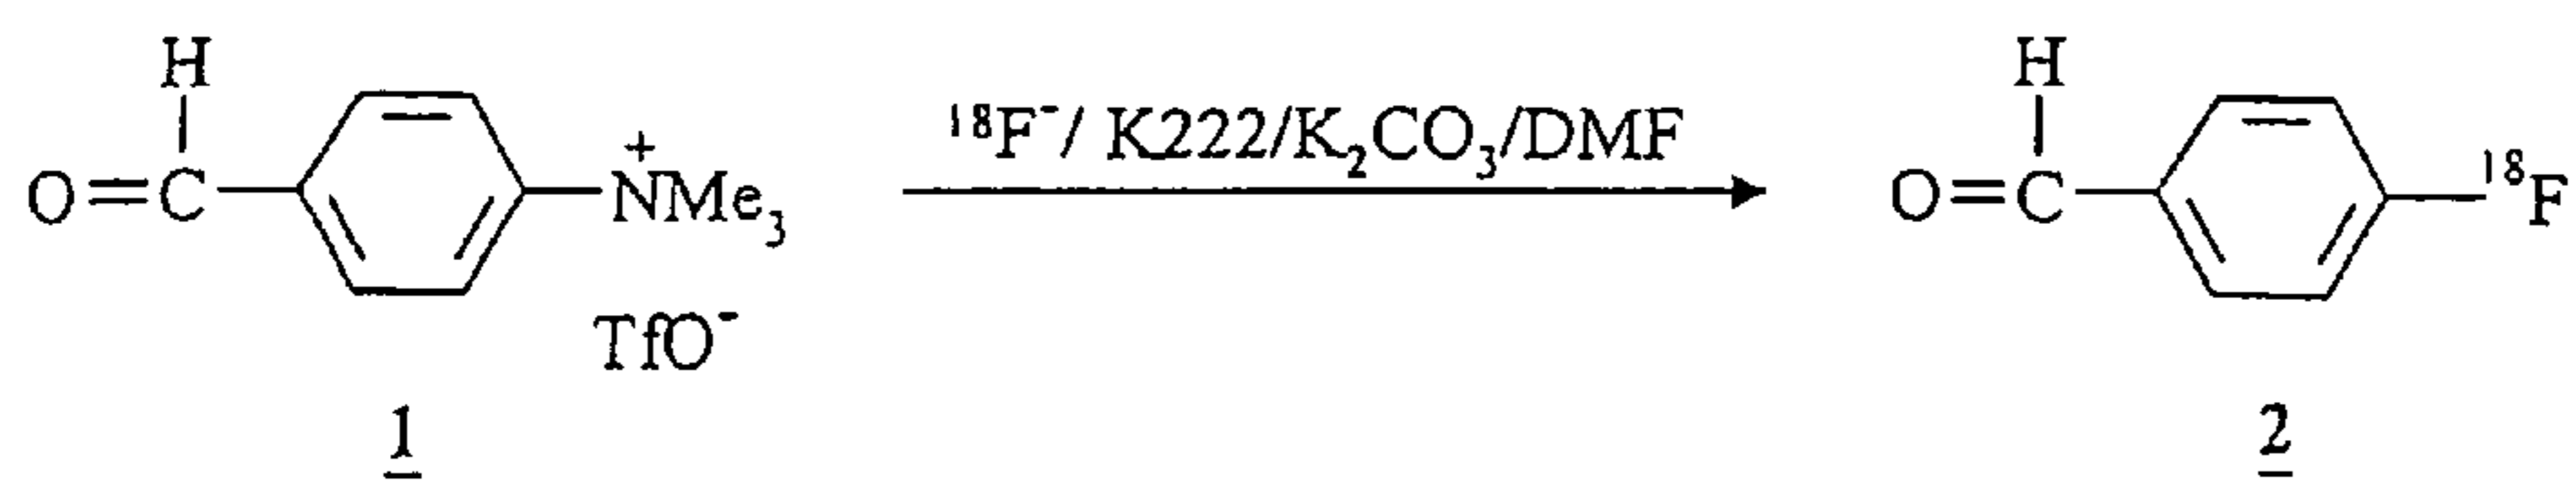 H
O=C
+
NMe₃
TfO⁻
1
¹⁸F⁻/ K222/K₂CO₃/DMF
H
O=C
¹⁸F
2